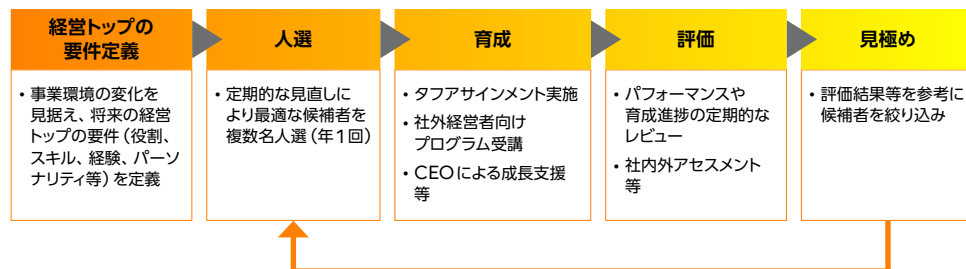 経営トップの
要件定義
人選
育成
評価
見極め
・事業環境の変化を
見据え、将来の経営
トップの要件（役割、
スキル、経験、パーソ
ナリティ等）を定義
・定期的な見直しに
より最適な候補者を
複数名人選（年1回）
・タフアサインメント実施
・社外経営者向け
プログラム受講
・CEOによる成長支援
等
・パフォーマンスや
育成進捗の定期的な
レビュー
・社内外アセスメント
等
・評価結果等を参考に
候補者を絞り込み